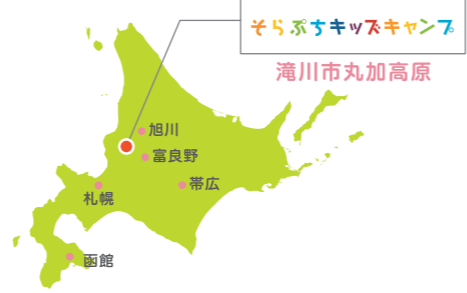 そらぷちキッズキャンプ
滝川市丸加高原
旭川
富良野
帯広
札幌
函館